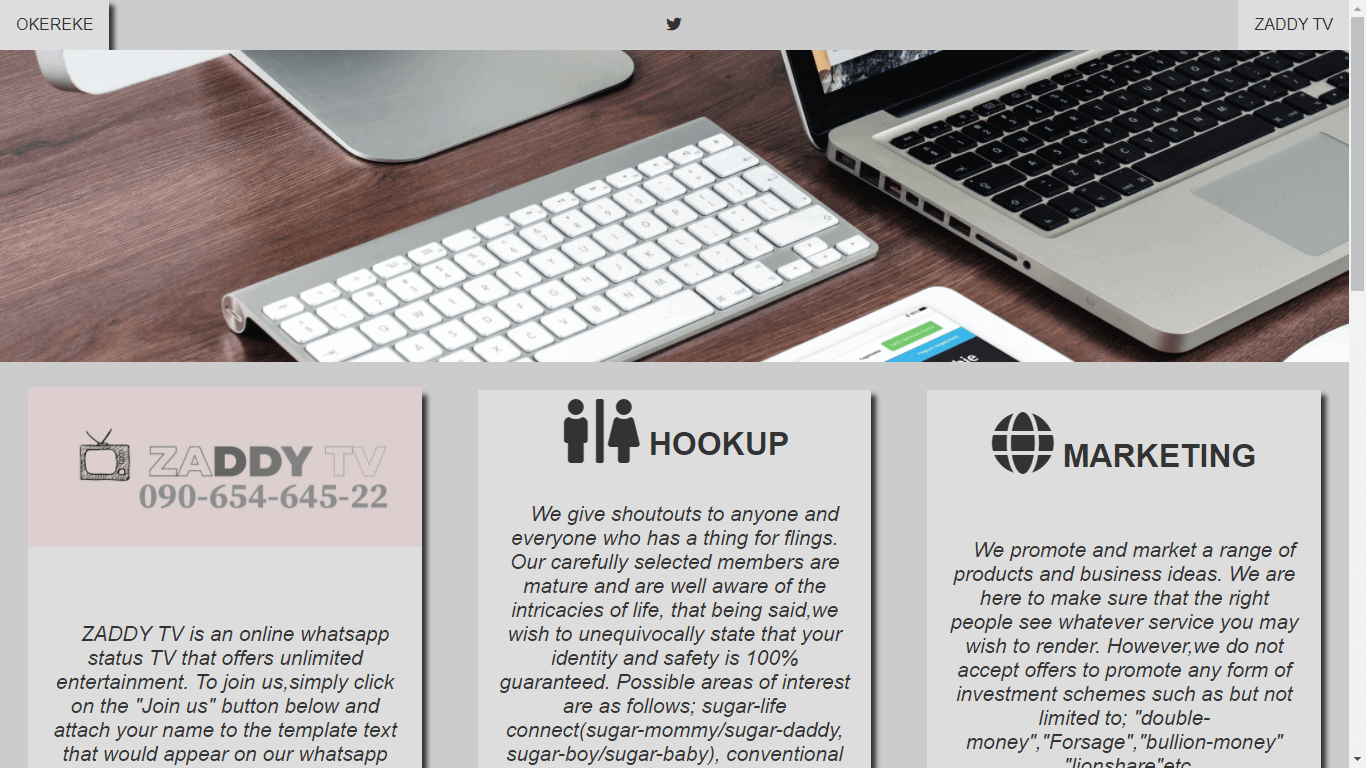 OKEREKE
ZADDY TV
ZADDY TV
090-654-645-22
ZADDY TV is an online whatsapp
status TV that offers unlimited
entertainment. To join us,simply click
on the "Join us" button below and
attach your name to the template text
that would appear on our whatsapp
HOOKUP
We give shoutouts to anyone and
everyone who has a thing for flings.
Our carefully selected members are
mature and are well aware of the
intricacies of life, that being said,we
wish to unequivocally state that your
identity and safety is 100%
guaranteed. Possible areas of interest
are as follows; sugar-life
connect(sugar-mommy/sugar-daddy,
sugar-boy/sugar-baby), conventional
MARKETING
We promote and market a range of
products and business ideas. We are
here to make sure that the right
people see whatever service you may
wish to render. However,we do not
accept offers to promote any form of
investment schemes such as but not
limited to; "double-
money","Forsage","bullion-money"
"lionshare"etc